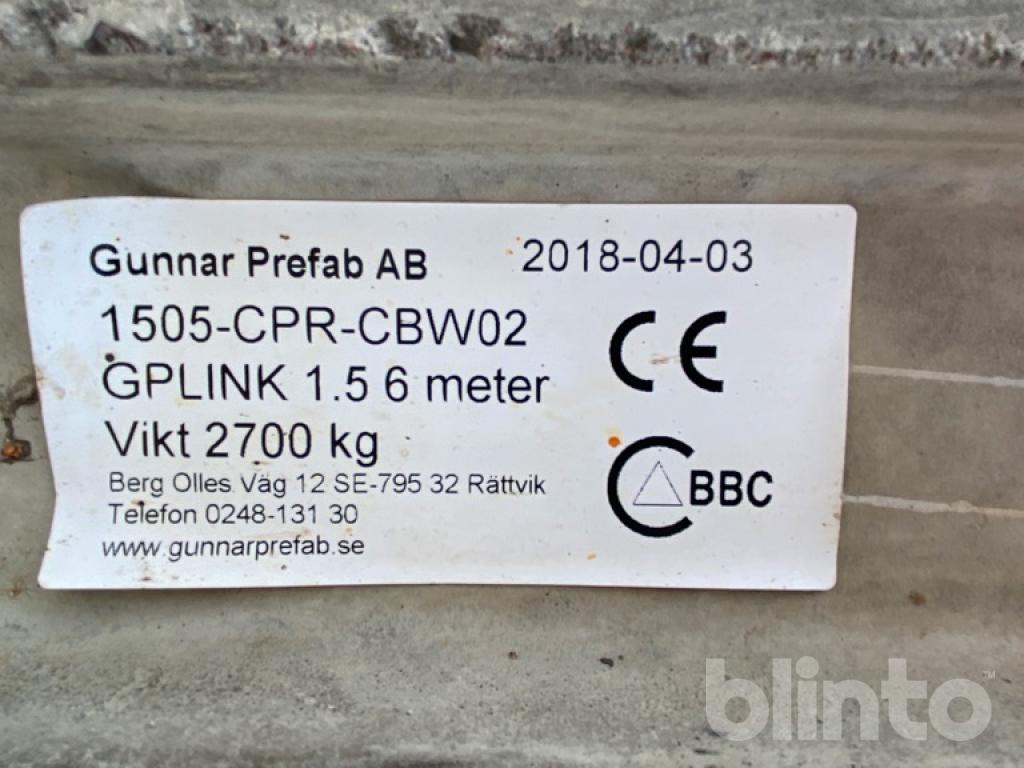 Gunnar Prefab AB 2018-04-03
1505-CPR-CBW02
GPLINK 1.5 6 meter
CE
Vikt 2700 kg
Berg Olles Väg 12 SE-795 32 Rättvik
BBC
Telefon 0248-131 30
www.gunnarprefab.se
blinto™